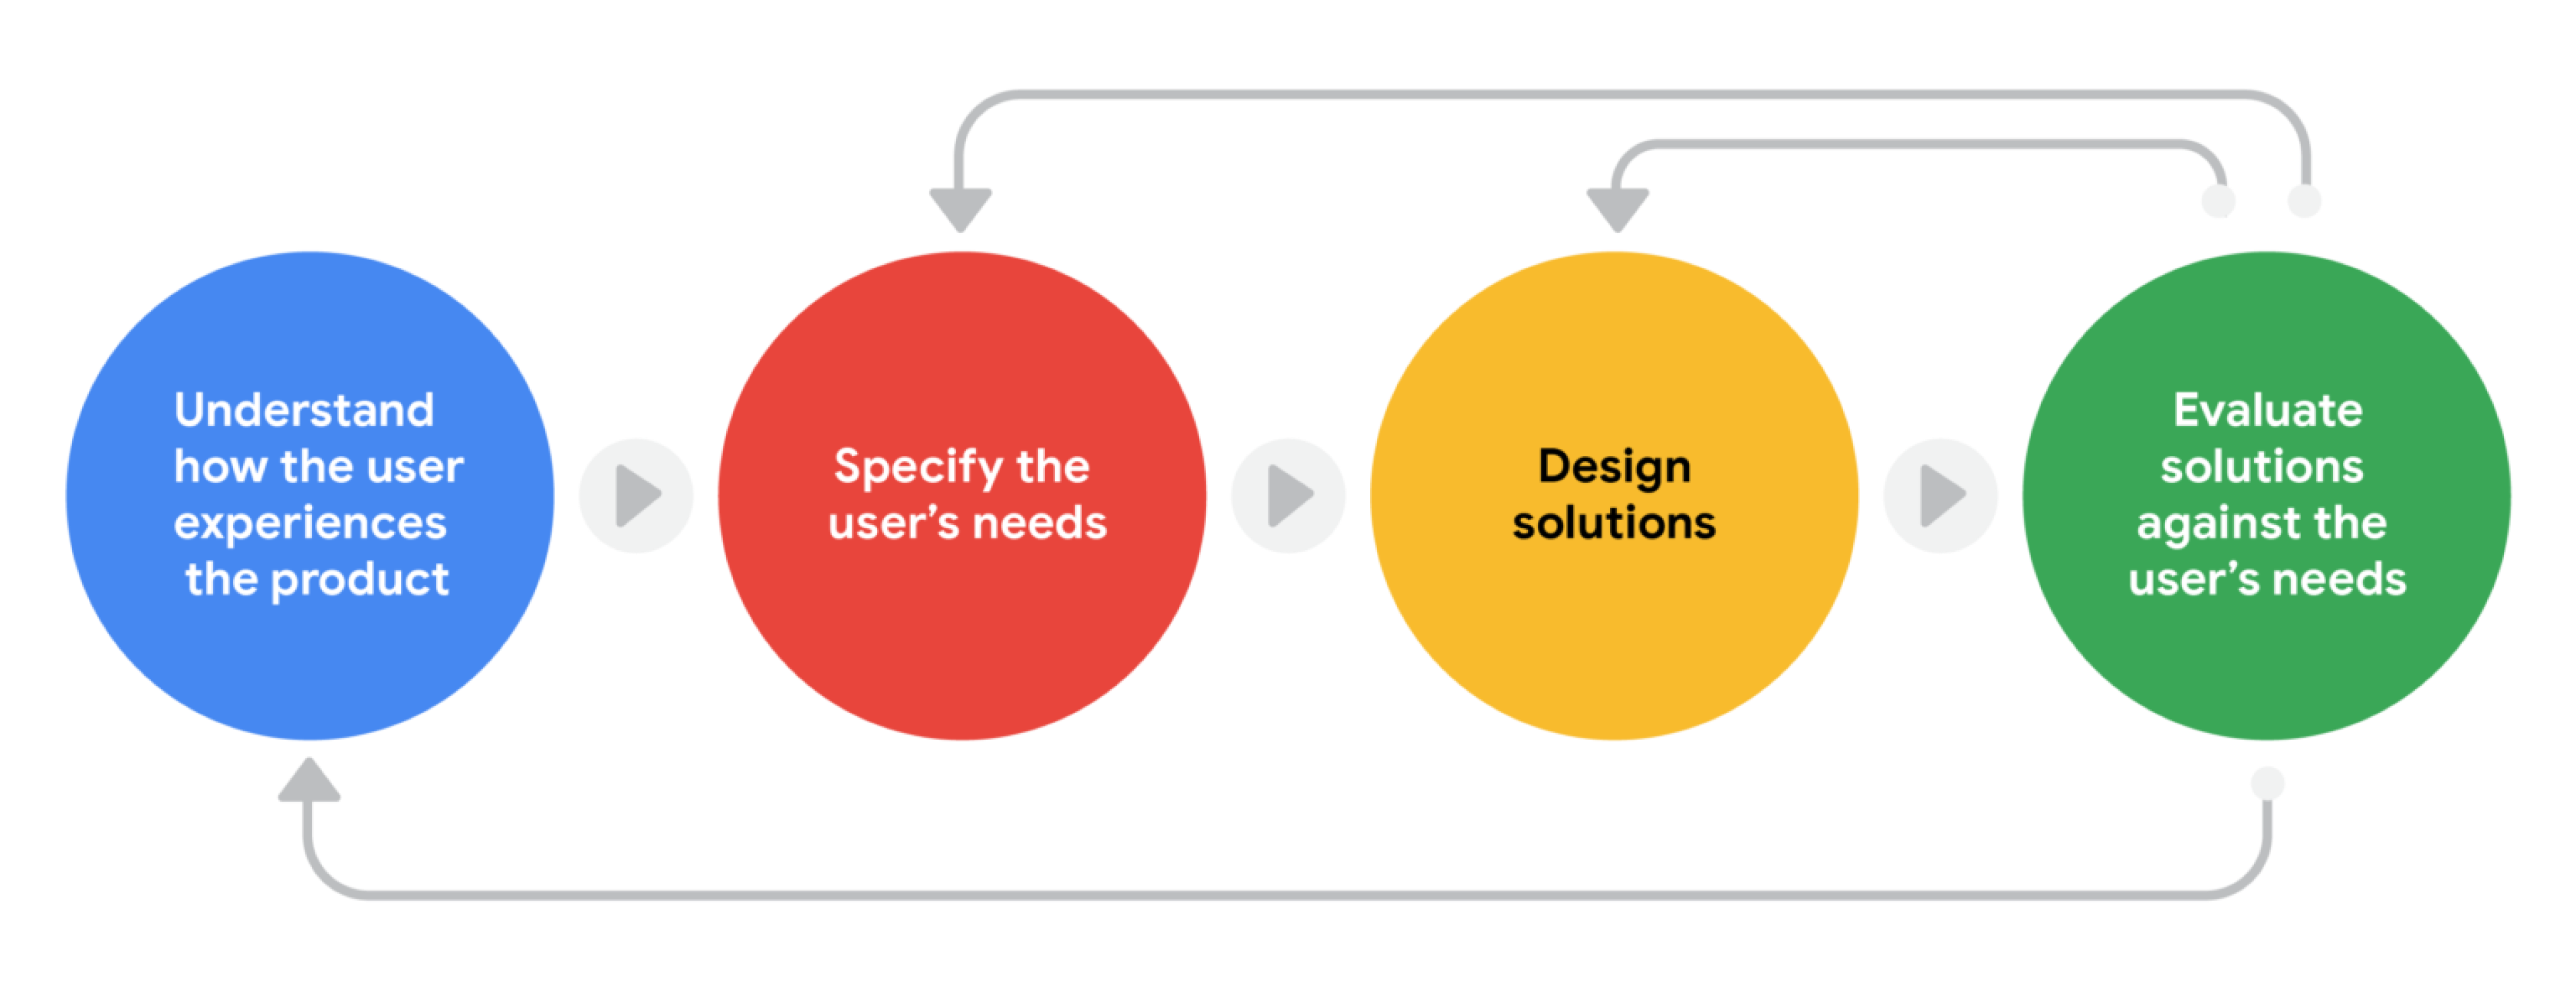 Understand
how the user
experiences
the product
Specify the
user’s needs
Design
solutions
Evaluate
solutions
against the
user’s needs